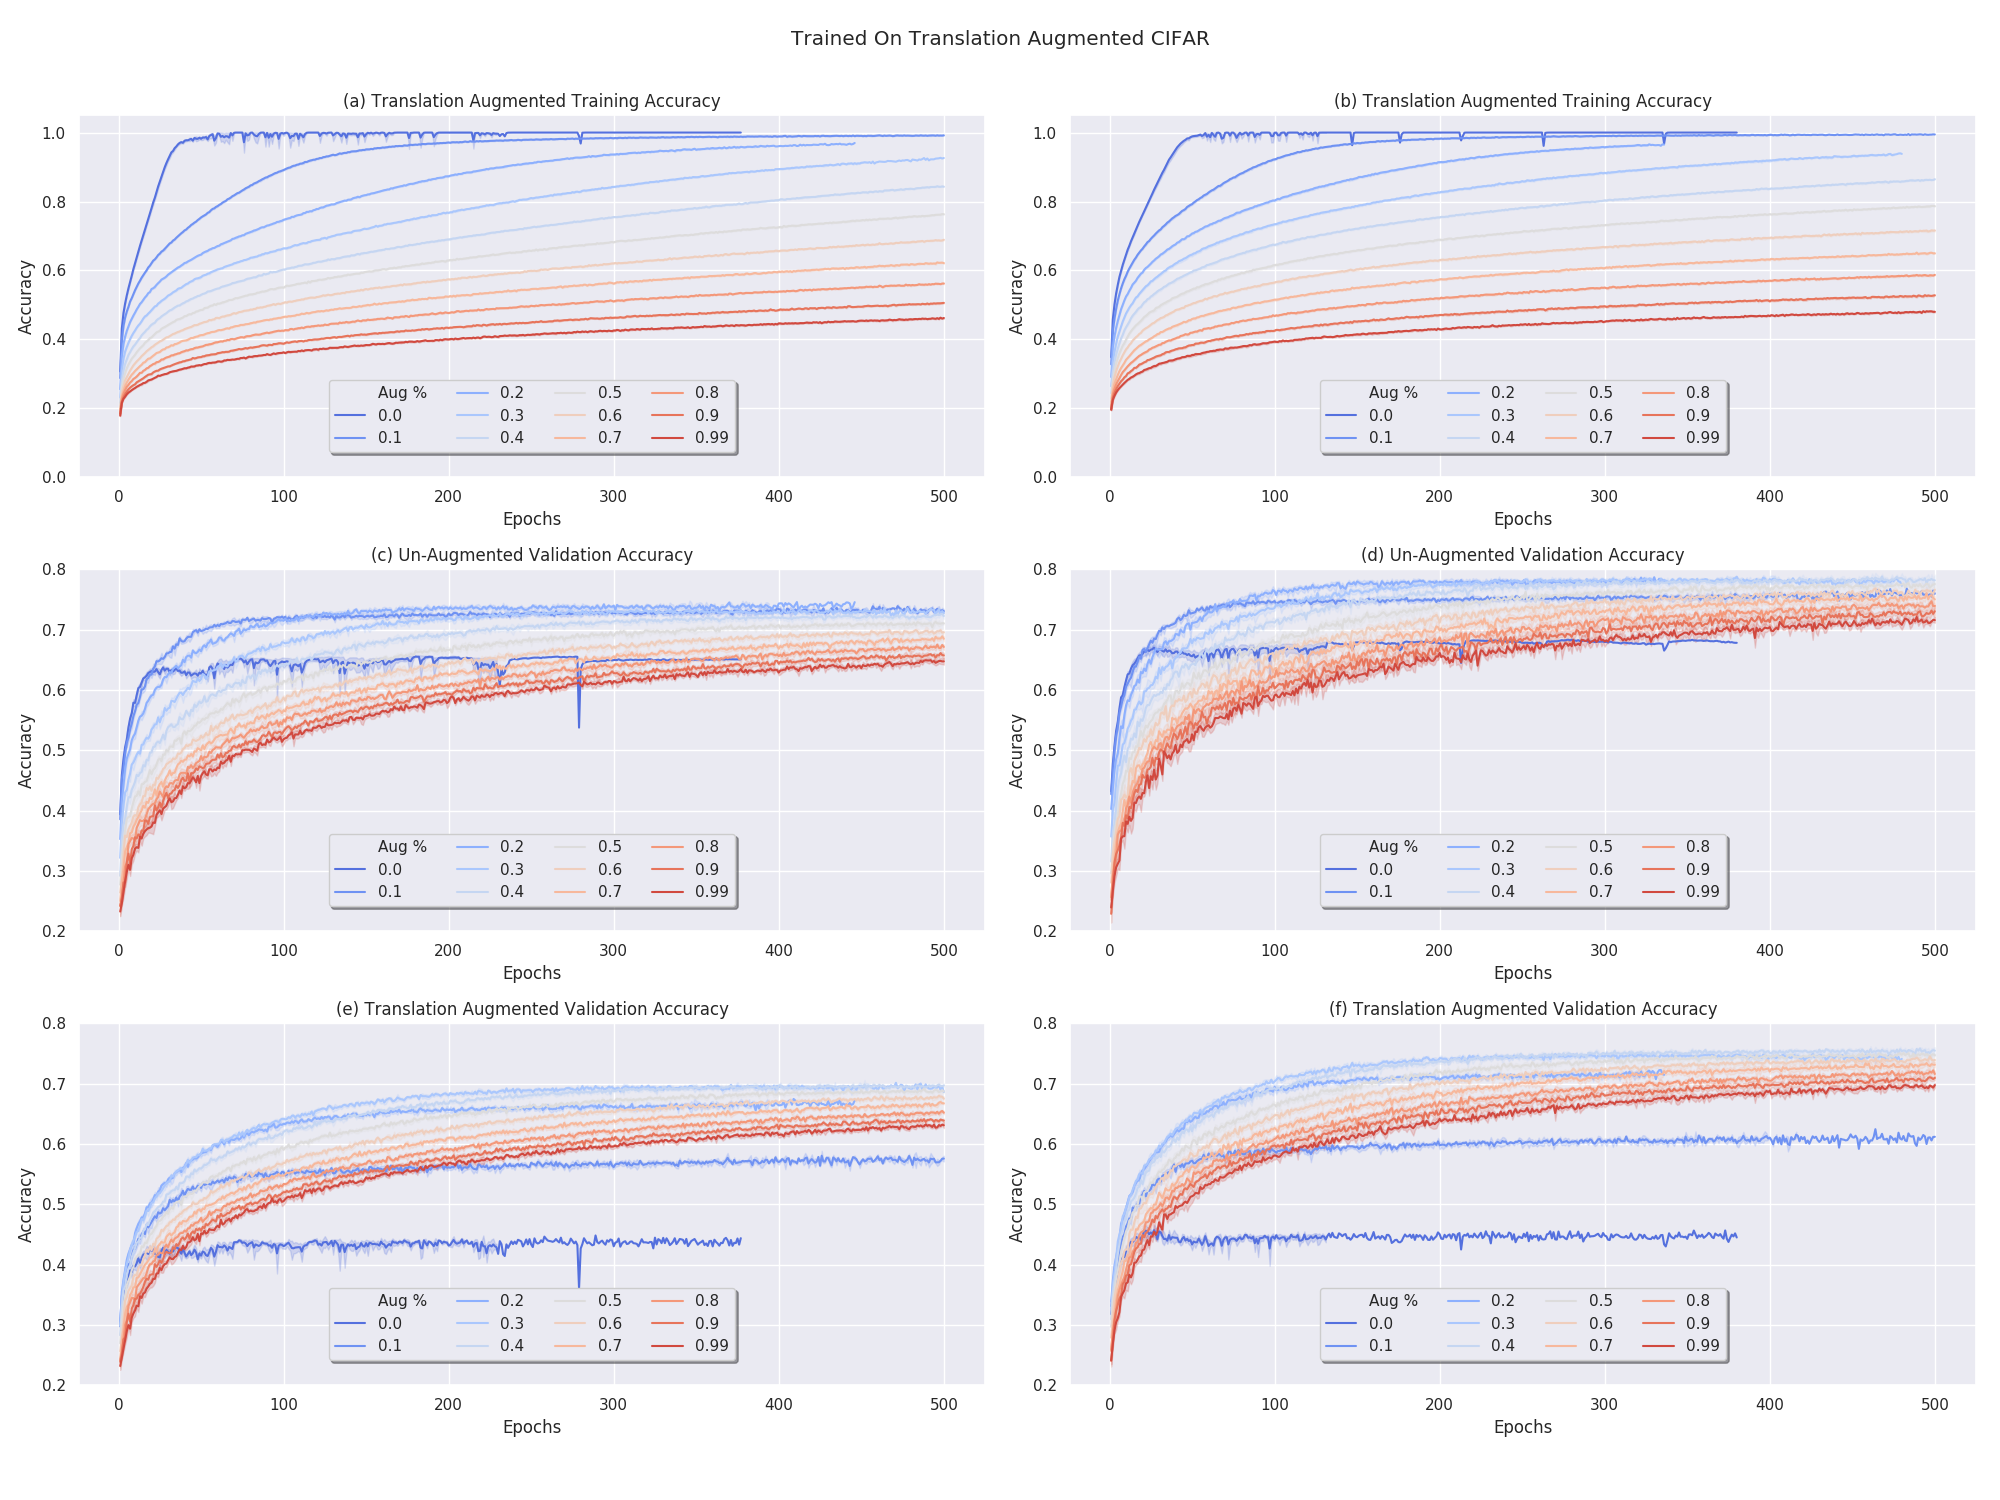 Trained On Translation Augmented CIFAR
(a) Translation Augmented Training Accuracy
1.0
0.8
0.6
0.4
0.2
0.0
Accuracy
Aug % 0.2 0.5 0.8
0.0 0.3 0.6 0.9
0.1 0.4 0.7 0.99
0 100 200 300 400 500
Epochs
(b) Translation Augmented Training Accuracy
1.0
0.8
0.6
0.4
0.2
0.0
Accuracy
Aug % 0.2 0.5 0.8
0.0 0.3 0.6 0.9
0.1 0.4 0.7 0.99
0 100 200 300 400 500
Epochs
(c) Un-Augmented Validation Accuracy
0.8
0.7
0.6
0.5
0.4
0.3
0.2
Accuracy
Aug % 0.2 0.5 0.8
0.0 0.3 0.6 0.9
0.1 0.4 0.7 0.99
0 100 200 300 400 500
Epochs
(d) Un-Augmented Validation Accuracy
0.8
0.7
0.6
0.5
0.4
0.3
0.2
Accuracy
Aug % 0.2 0.5 0.8
0.0 0.3 0.6 0.9
0.1 0.4 0.7 0.99
0 100 200 300 400 500
Epochs
(e) Translation Augmented Validation Accuracy
0.8
0.7
0.6
0.5
0.4
0.3
0.2
Accuracy
Aug % 0.2 0.5 0.8
0.0 0.3 0.6 0.9
0.1 0.4 0.7 0.99
0 100 200 300 400 500
Epochs
(f) Translation Augmented Validation Accuracy
0.8
0.7
0.6
0.5
0.4
0.3
0.2
Accuracy
Aug % 0.2 0.5 0.8
0.0 0.3 0.6 0.9
0.1 0.4 0.7 0.99
0 100 200 300 400 500
Epochs